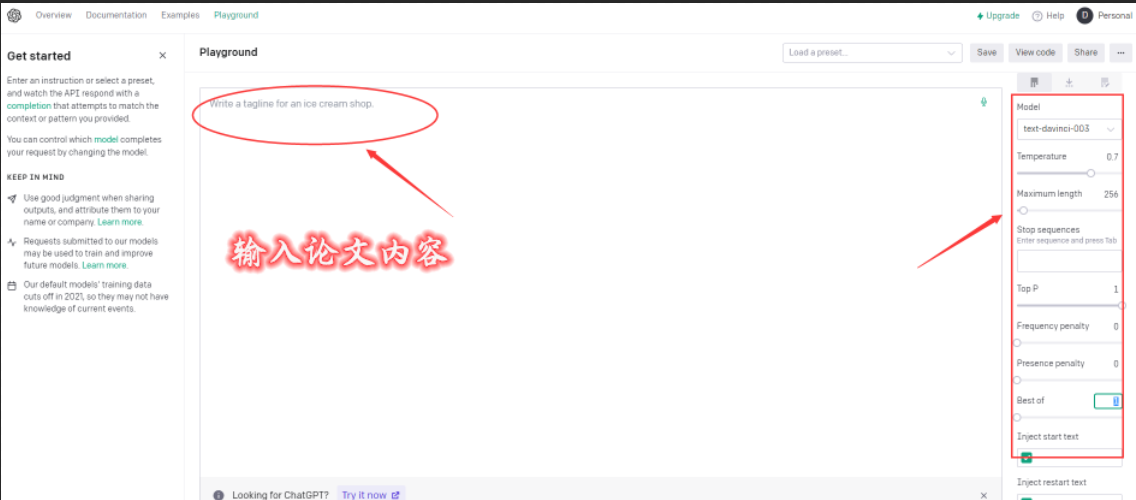 Overview Documentation Examples Playground
Upgrade Help D Personal
Get started
Enter an instruction or select a preset,
and watch the API respond with a
completion that attempts to match the
context or pattern you provided.
You can control which model completes
your request by changing the model.
KEEP IN MIND
Use good judgment when sharing
outputs, and attribute them to your
name or company. Learn more.
Requests submitted to our models
may be used to train and improve
future models. Learn more.
Our default models' training data
cuts off in 2021, so they may not have
knowledge of current events.
Playground
Load a preset...
Save View code Share ...
Write a tagline for an ice cream shop.
输入论文内容
Looking for ChatGPT? Try it now
Model
text-davinci-003
Temperature 0.7
Maximum length 256
Stop sequences
Enter sequence and press Tab
Top P 1
Frequency penalty 0
Presence penalty 0
Best of 1
Inject start text
Inject restart text